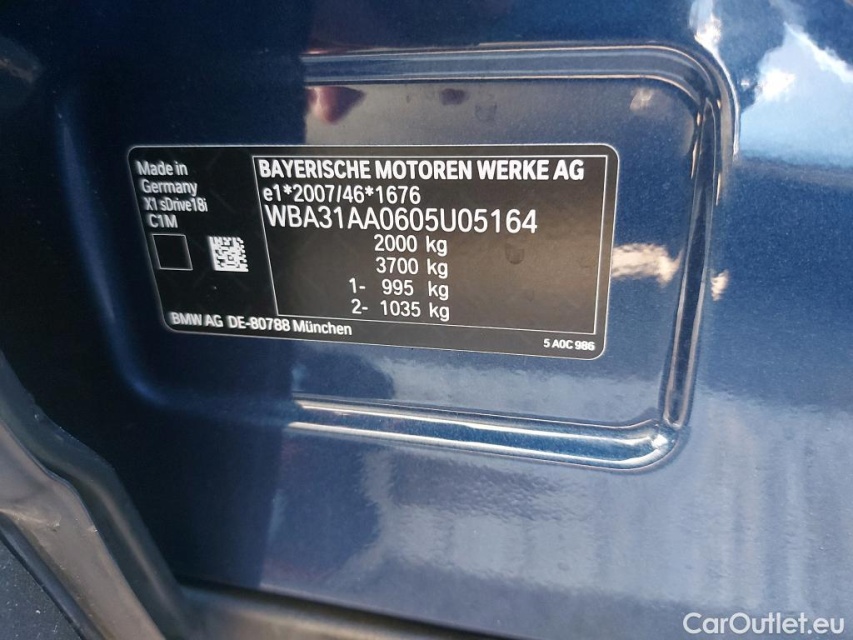 Made in
Germany
X1 sDrive18i
C1M
BAYERISCHE MOTOREN WERKE AG
e1*2007/46*1676
WBA31AA0605U05164
2000 kg
3700 kg
1- 995 kg
2- 1035 kg
BMW AG DE-80788 München
5 A0C 986
CarOutlet.eu